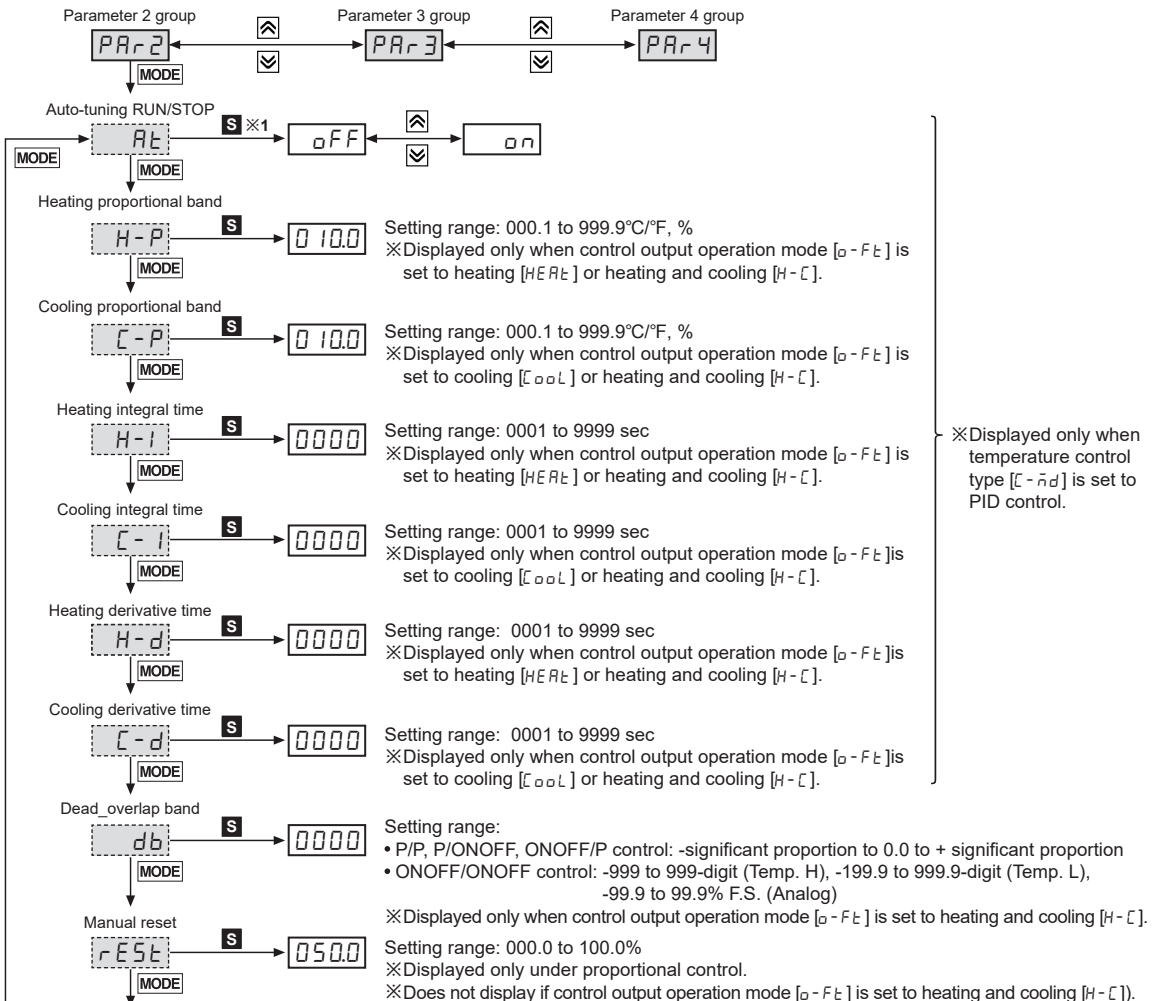 Parameter 2 group Parameter 3 group Parameter 4 group
PAr2 PAr3 PAr4
MODE
Auto-tuning RUN/STOP
At S ※1 oFF on
MODE
MODE
Heating proportional band
H-P S 010.0
MODE
Setting range: 000.1 to 999.9°C/°F, %
※Displayed only when control output operation mode [o-Ft] is
set to heating [HEAt] or heating and cooling [H-C].
Cooling proportional band
C-P S 010.0
MODE
Setting range: 000.1 to 999.9°C/°F, %
※Displayed only when control output operation mode [o-Ft] is
set to cooling [CooL] or heating and cooling [H-C].
Heating integral time
H-I S 0000
MODE
Setting range: 0001 to 9999 sec
※Displayed only when control output operation mode [o-Ft] is
set to heating [HEAt] or heating and cooling [H-C].
Cooling integral time
C-I S 0000
MODE
Setting range: 0001 to 9999 sec
※Displayed only when control output operation mode [o-Ft]is
set to cooling [CooL] or heating and cooling [H-C].
Heating derivative time
H-d S 0000
MODE
Setting range: 0001 to 9999 sec
※Displayed only when control output operation mode [o-Ft]is
set to heating [HEAt] or heating and cooling [H-C].
Cooling derivative time
C-d S 0000
MODE
Setting range: 0001 to 9999 sec
※Displayed only when control output operation mode [o-Ft]is
set to cooling [CooL] or heating and cooling [H-C].
※Displayed only when
temperature control
type [C-md] is set to
PID control.
Dead_overlap band
db S 0000
MODE
Setting range:
• P/P, P/ONOFF, ONOFF/P control: -significant proportion to 0.0 to + significant proportion
• ONOFF/ONOFF control: -999 to 999-digit (Temp. H), -199.9 to 999.9-digit (Temp. L),
-99.9 to 99.9% F.S. (Analog)
※Displayed only when control output operation mode [o-Ft] is set to heating and cooling [H-C].
Manual reset
rESt S 050.0
MODE
Setting range: 000.0 to 100.0%
※Displayed only under proportional control.
※Does not display if control output operation mode [o-Ft] is set to heating and cooling [H-C]).